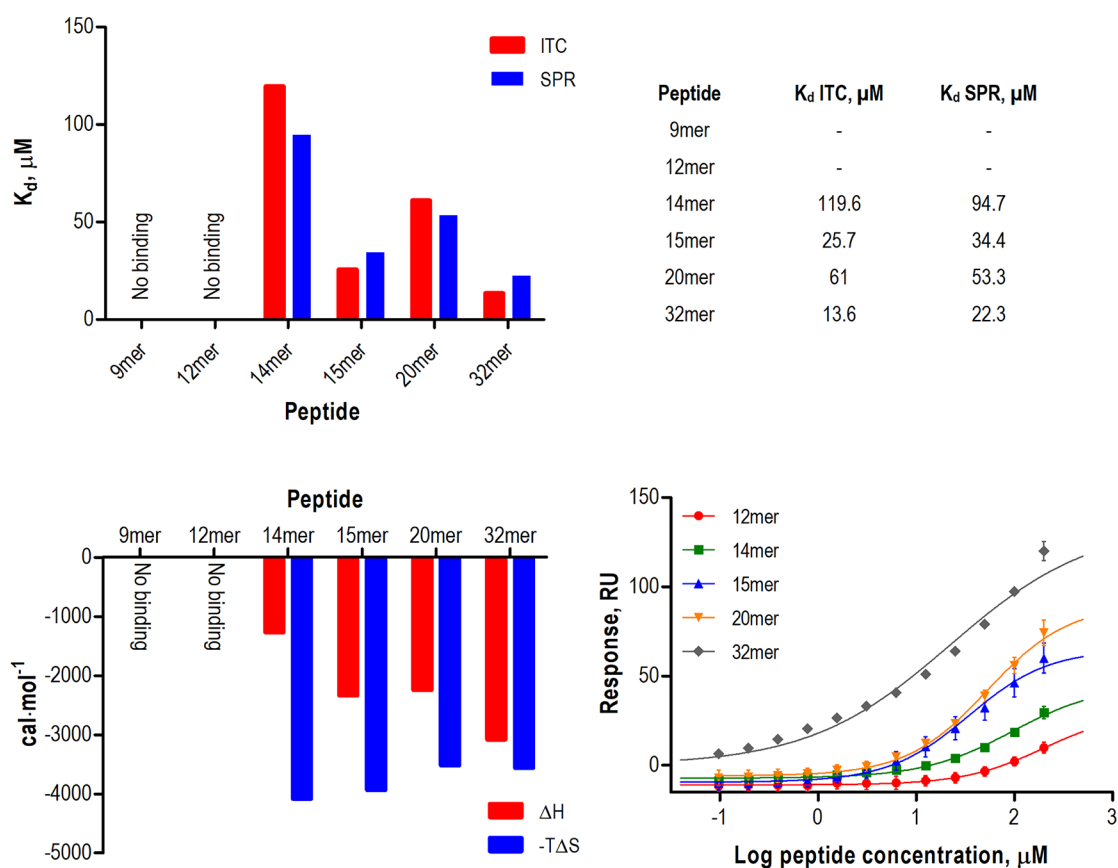 150
100
50
0
K_d, μM
ITC
SPR
No binding
No binding
9mer
12mer
14mer
15mer
20mer
32mer
Peptide
Peptide K_d ITC, μM K_d SPR, μM
9mer - -
12mer - -
14mer 119.6 94.7
15mer 25.7 34.4
20mer 61 53.3
32mer 13.6 22.3
Peptide
9mer 12mer 14mer 15mer 20mer 32mer
0
-1000
-2000
-3000
-4000
-5000
cal·mol⁻¹
No binding
No binding
ΔH
-TΔS
150
100
50
0
Response, RU
12mer
14mer
15mer
20mer
32mer
-1 0 1 2 3
Log peptide concentration, μM